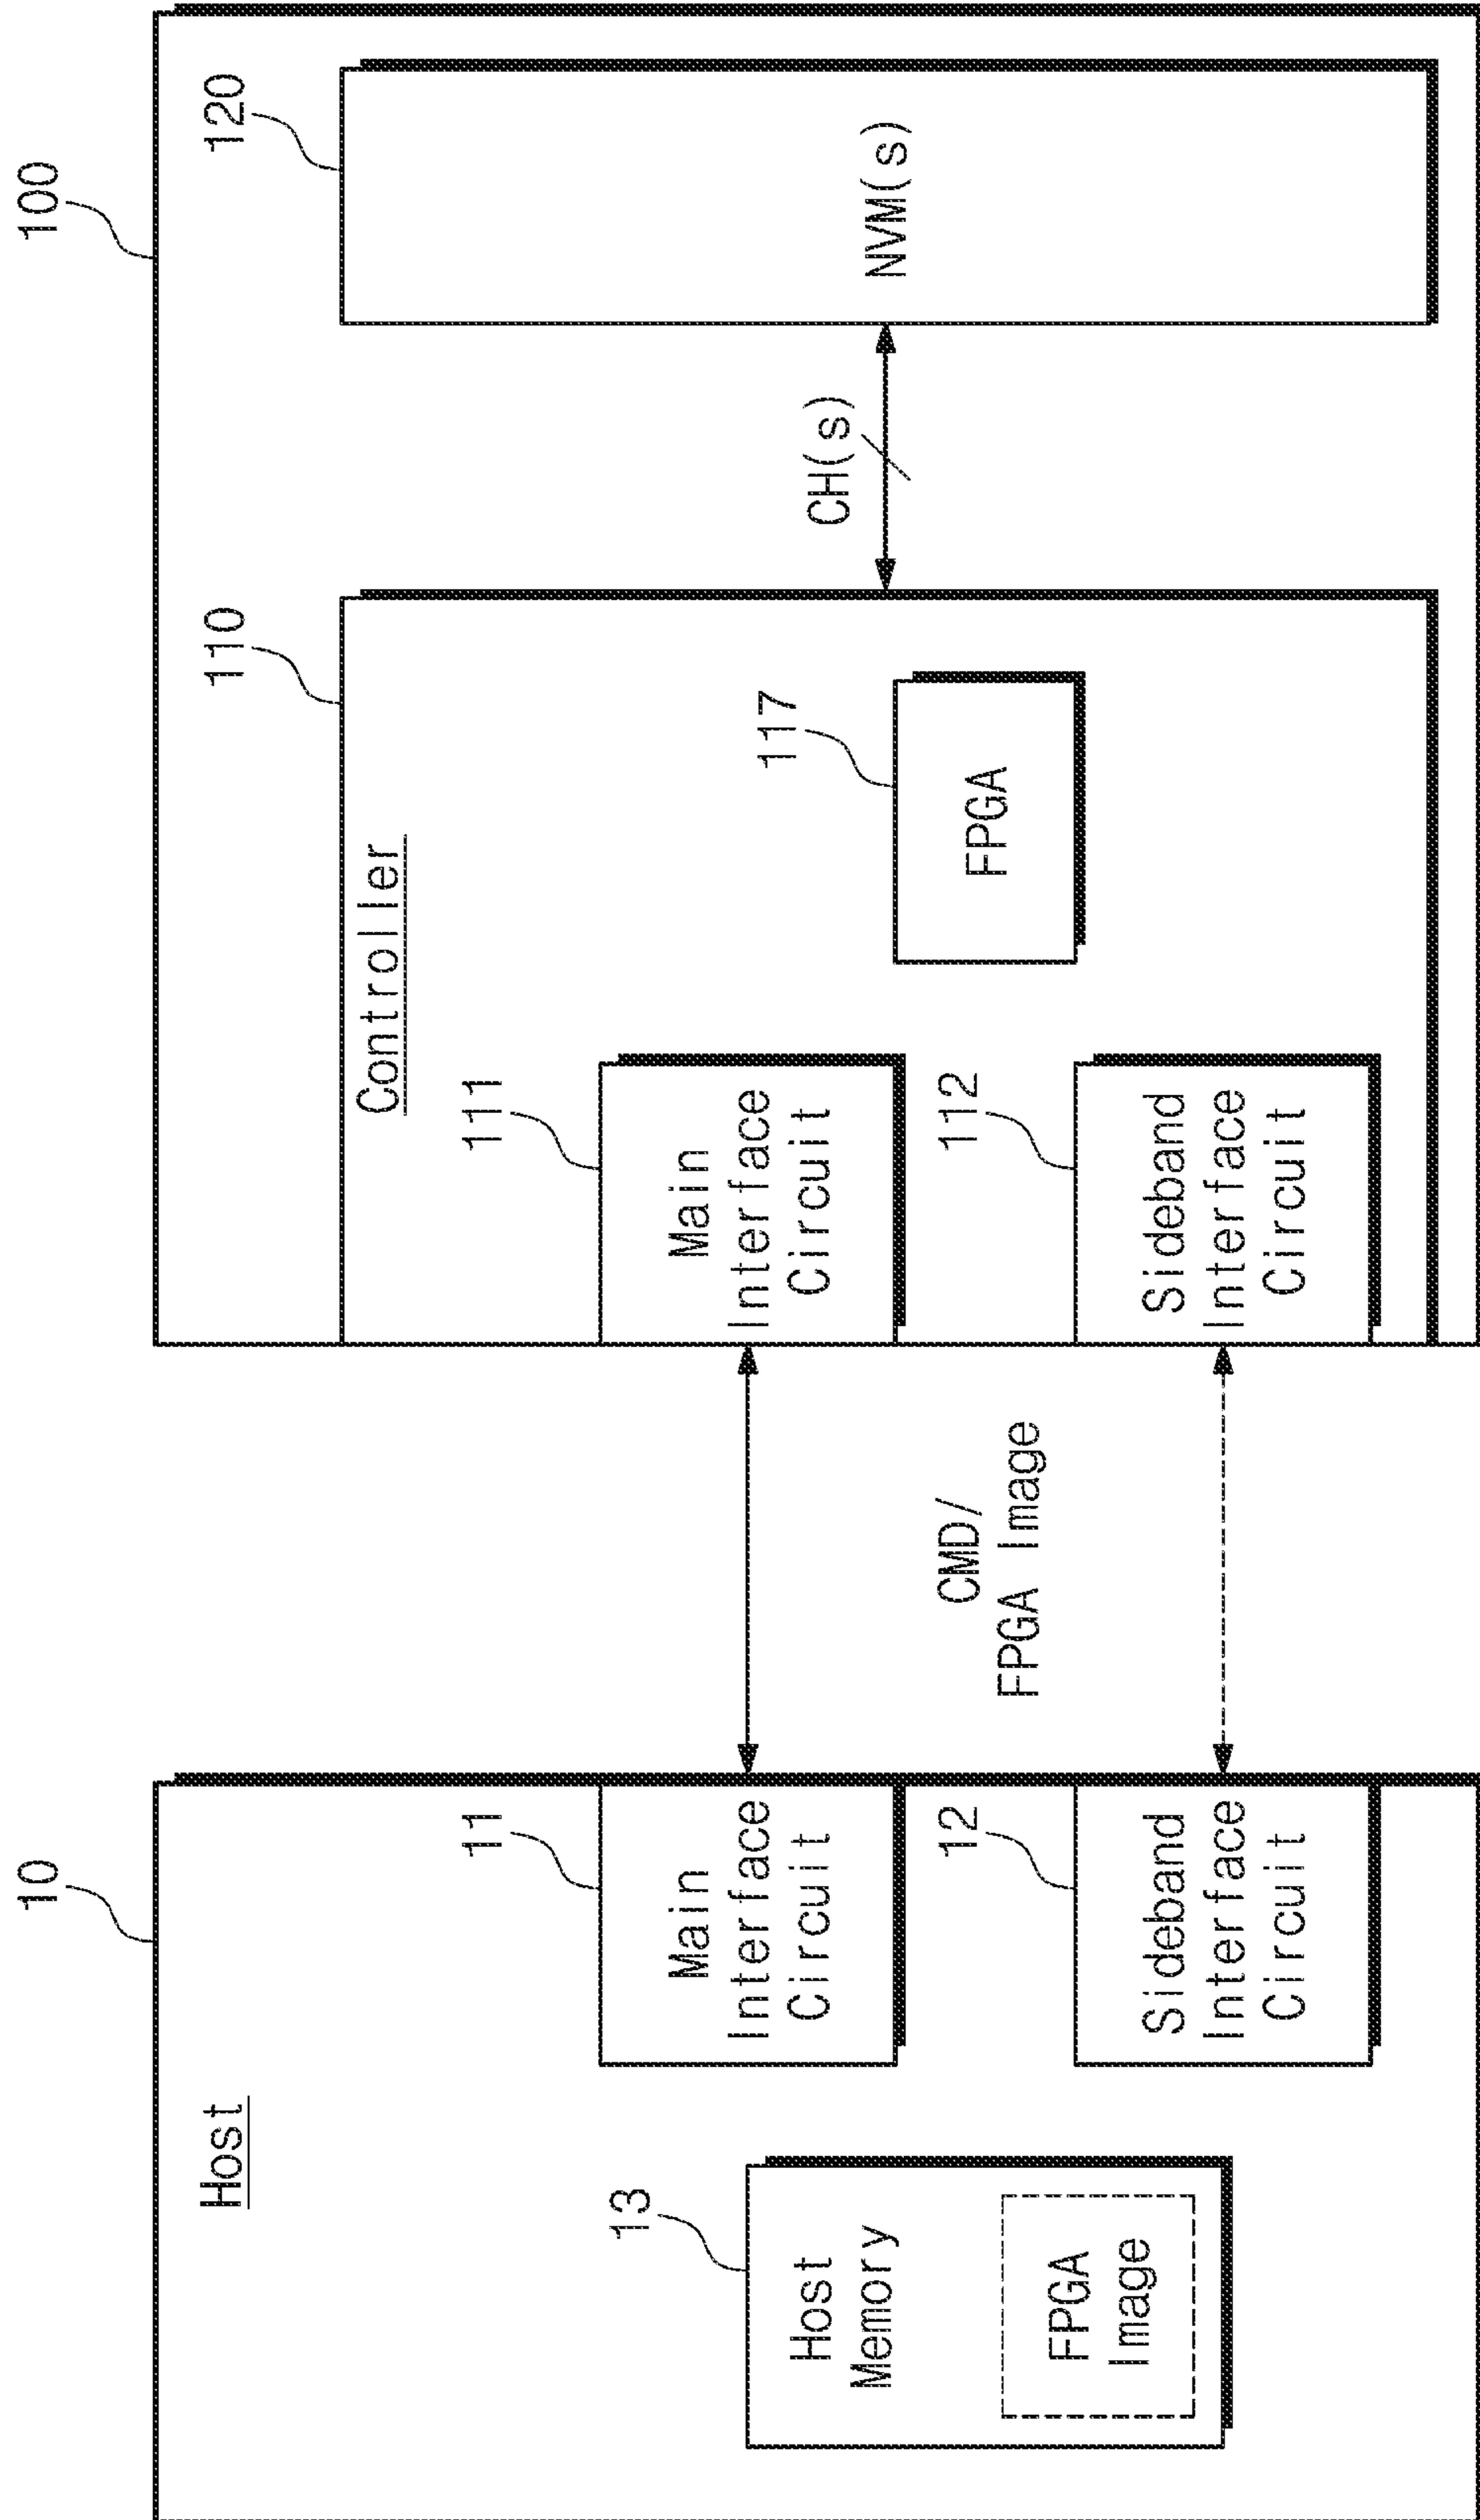 10
Host
13
Host
Memory
FPGA
Image
11
Main
Interface
Circuit
12
Sideband
Interface
Circuit
CMD/
FPGA Image
100
110
Controller
111
Main
Interface
Circuit
112
Sideband
Interface
Circuit
117
FPGA
CH(s)
120
NVM(s)